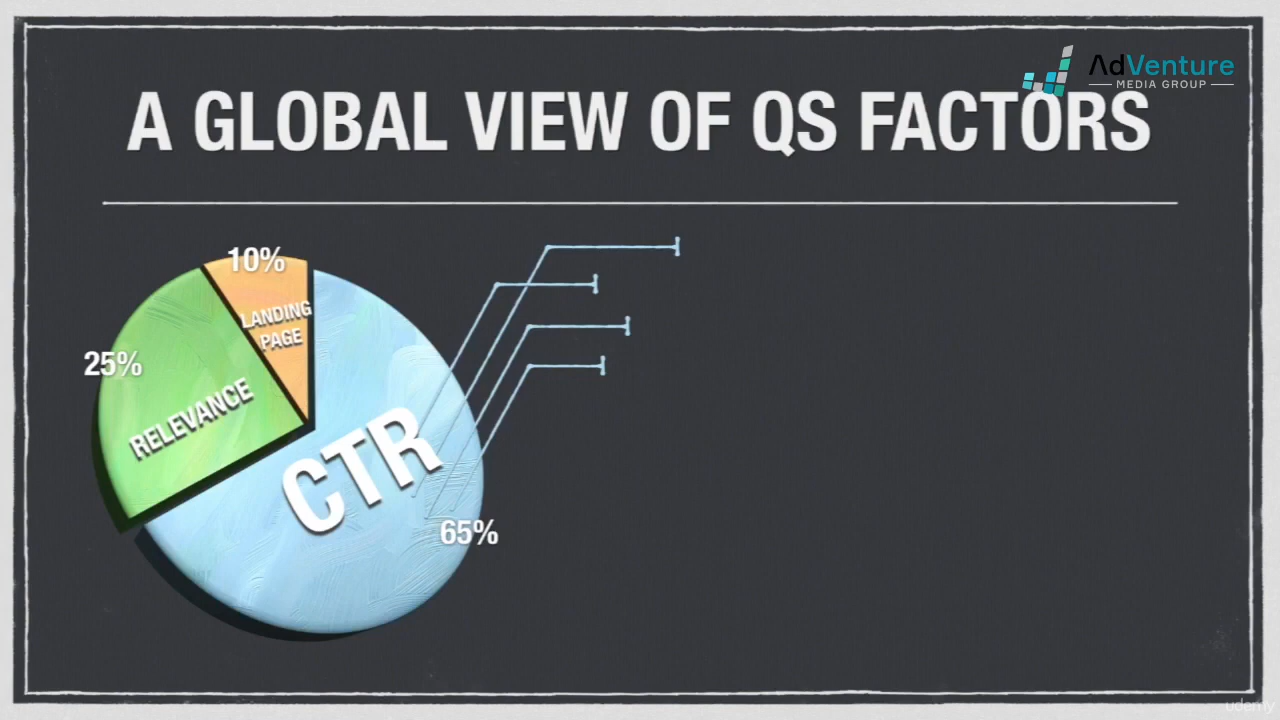 AdVenture
MEDIA GROUP
A GLOBAL VIEW OF QS FACTORS
10%
LANDING
PAGE
25%
RELEVANCE
CTR
65%
udemy